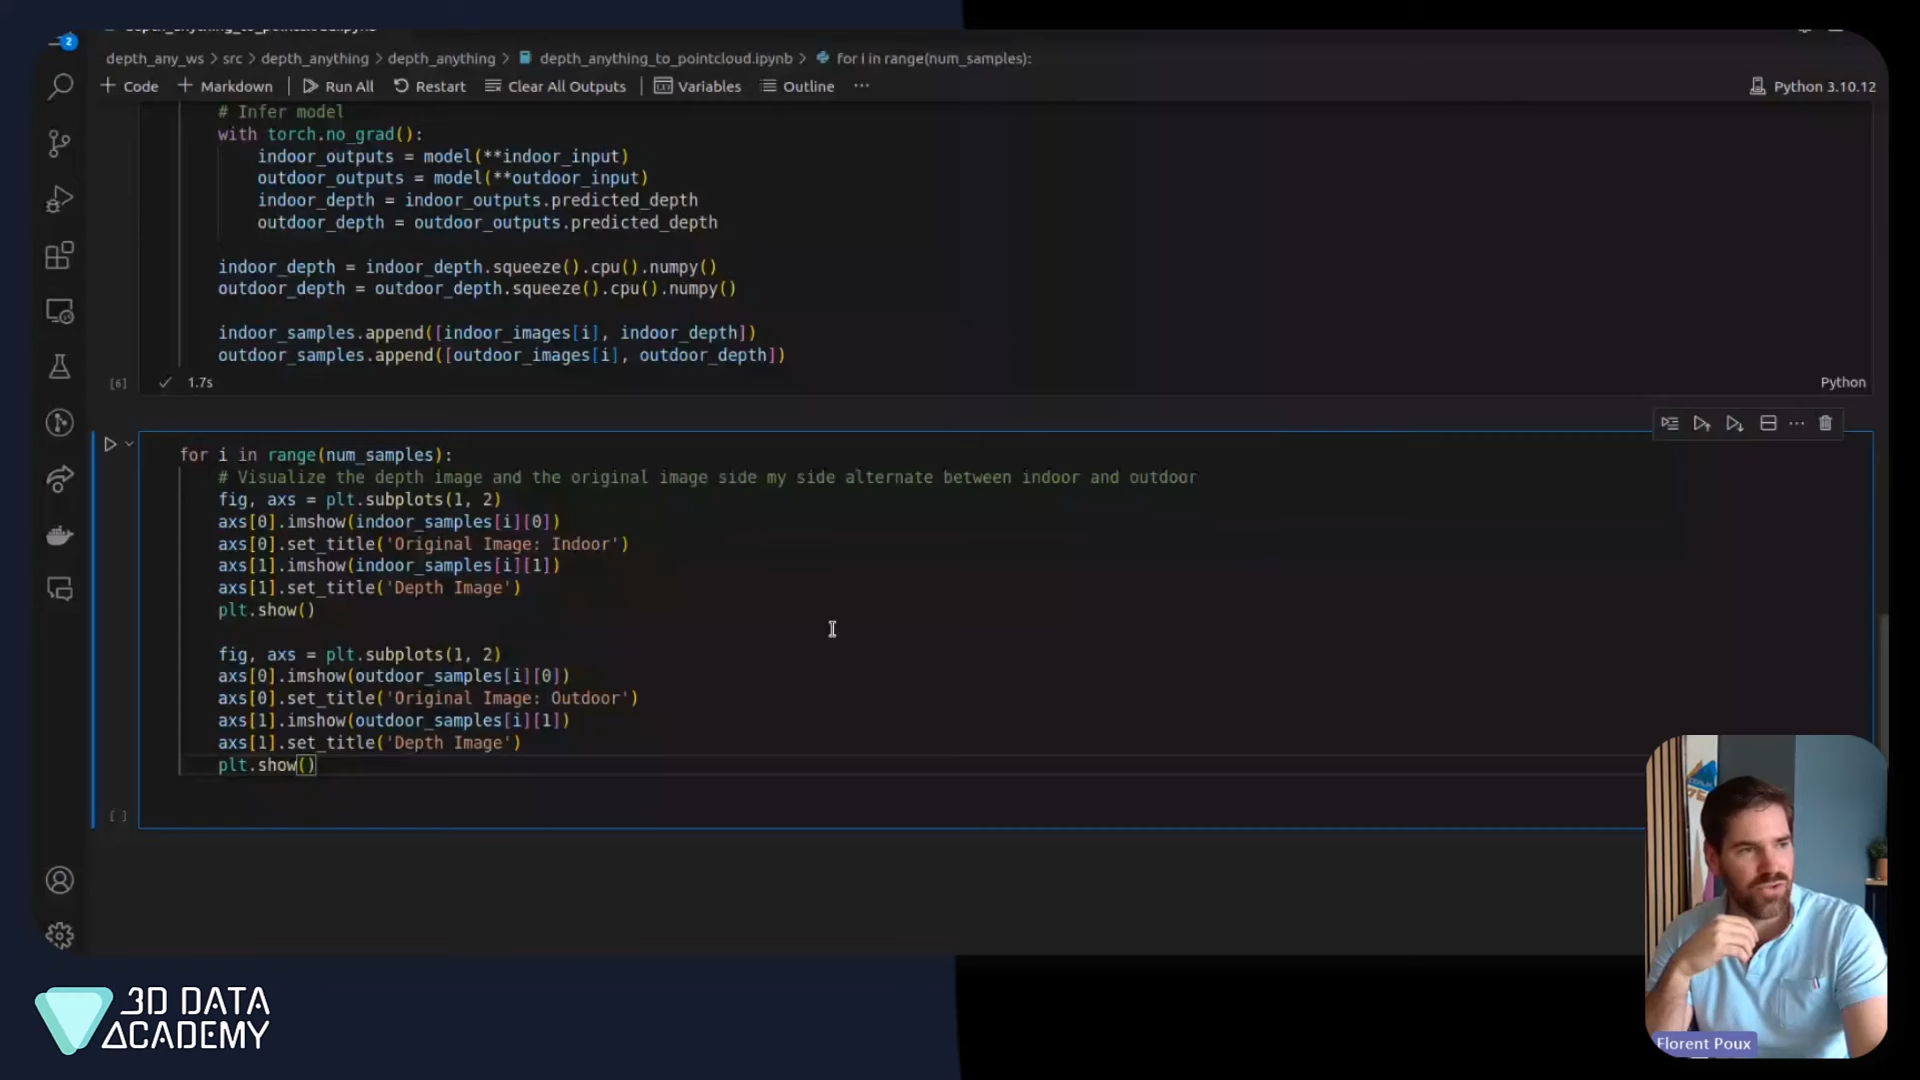 depth_anything_to_pointcloud.ipynb
2
depth_any_ws > src > depth_anything > depth_anything > depth_anything_to_pointcloud.ipynb > for i in range(num_samples):
+ Code + Markdown Run All Restart Clear All Outputs Variables Outline ··· Python 3.10.12
# Infer model
with torch.no_grad():
indoor_outputs = model(**indoor_input)
outdoor_outputs = model(**outdoor_input)
indoor_depth = indoor_outputs.predicted_depth
outdoor_depth = outdoor_outputs.predicted_depth
indoor_depth = indoor_depth.squeeze().cpu().numpy()
outdoor_depth = outdoor_depth.squeeze().cpu().numpy()
indoor_samples.append([indoor_images[i], indoor_depth])
outdoor_samples.append([outdoor_images[i], outdoor_depth])
[6] ✓ 1.7s Python
for i in range(num_samples):
# Visualize the depth image and the original image side my side alternate between indoor and outdoor
fig, axs = plt.subplots(1, 2)
axs[0].imshow(indoor_samples[i][0])
axs[0].set_title('Original Image: Indoor')
axs[1].imshow(indoor_samples[i][1])
axs[1].set_title('Depth Image')
plt.show()
fig, axs = plt.subplots(1, 2)
axs[0].imshow(outdoor_samples[i][0])
axs[0].set_title('Original Image: Outdoor')
axs[1].imshow(outdoor_samples[i][1])
axs[1].set_title('Depth Image')
plt.show()
[ ]
3D DATA
ACADEMY
Florent Poux